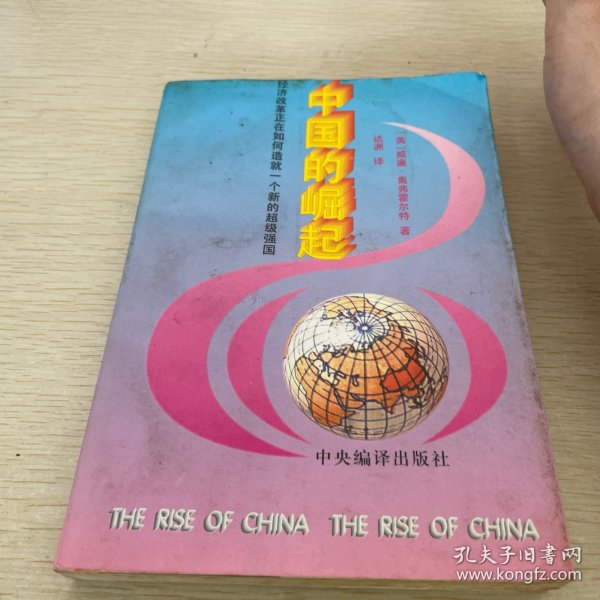 中国的崛起
经济改革正在如何造就一个新的超级强国
〔美〕威廉·奥弗霍尔特 著
达洲 译
中央编译出版社
THE RISE OF CHINA THE RISE OF CHINA
孔夫子旧书网
www.kongfz.com